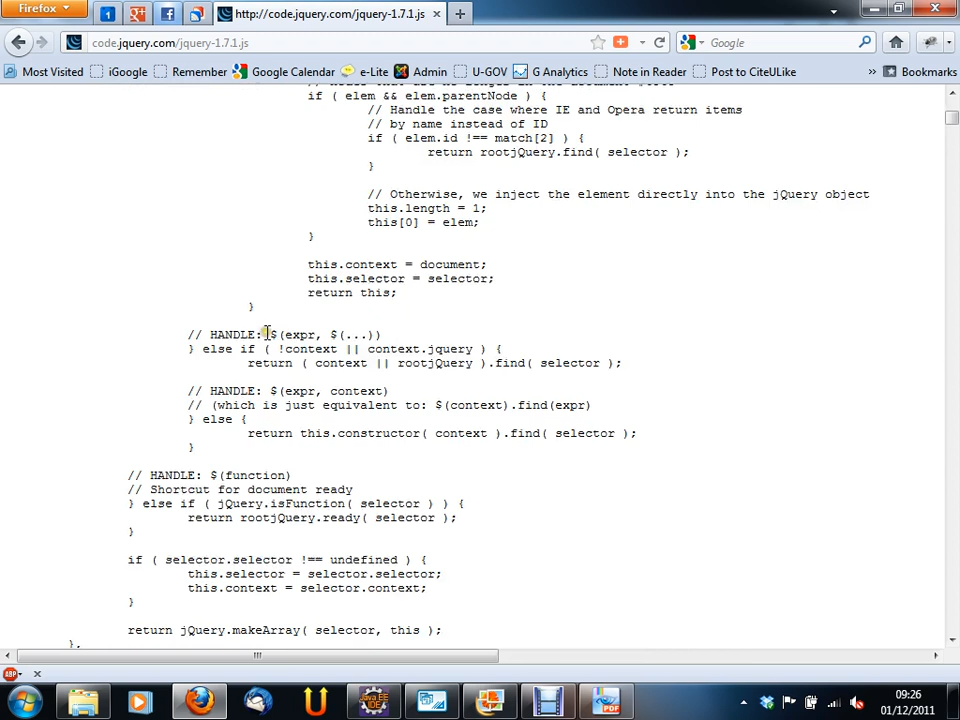 Firefox
1
http://code.jquery.com/jquery-1.7.1.js
code.jquery.com/jquery-1.7.1.js
Google
Most Visited
iGoogle
Remember
Google Calendar
e-Lite
Admin
U-GOV
G Analytics
Note in Reader
Post to CiteULike
»
Bookmarks
if ( elem && elem.parentNode ) {
// Handle the case where IE and Opera return items
// by name instead of ID
if ( elem.id !== match[2] ) {
return rootjQuery.find( selector );
}
// Otherwise, we inject the element directly into the jQuery object
this.length = 1;
this[0] = elem;
}
this.context = document;
this.selector = selector;
return this;
}
// HANDLE: $(expr, $(...))
} else if ( !context || context.jquery ) {
return ( context || rootjQuery ).find( selector );
// HANDLE: $(expr, context)
// (which is just equivalent to: $(context).find(expr)
} else {
return this.constructor( context ).find( selector );
}
// HANDLE: $(function)
// Shortcut for document ready
} else if ( jQuery.isFunction( selector ) ) {
return rootjQuery.ready( selector );
}
if ( selector.selector !== undefined ) {
this.selector = selector.selector;
this.context = selector.context;
}
return jQuery.makeArray( selector, this );
},
ABP
Java EE
IDE
PDF
09:26
01/12/2011